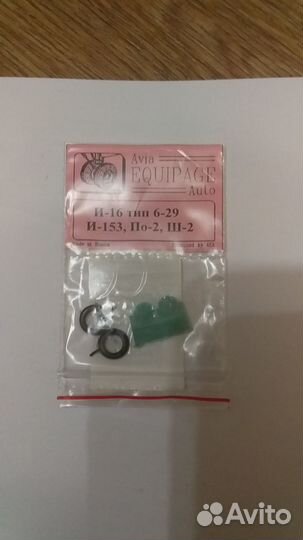 Avia
EQUIPAGE
Auto
И-16 тип 6-29
И-153, По-2, Ш-2
Made in Russia
Avito